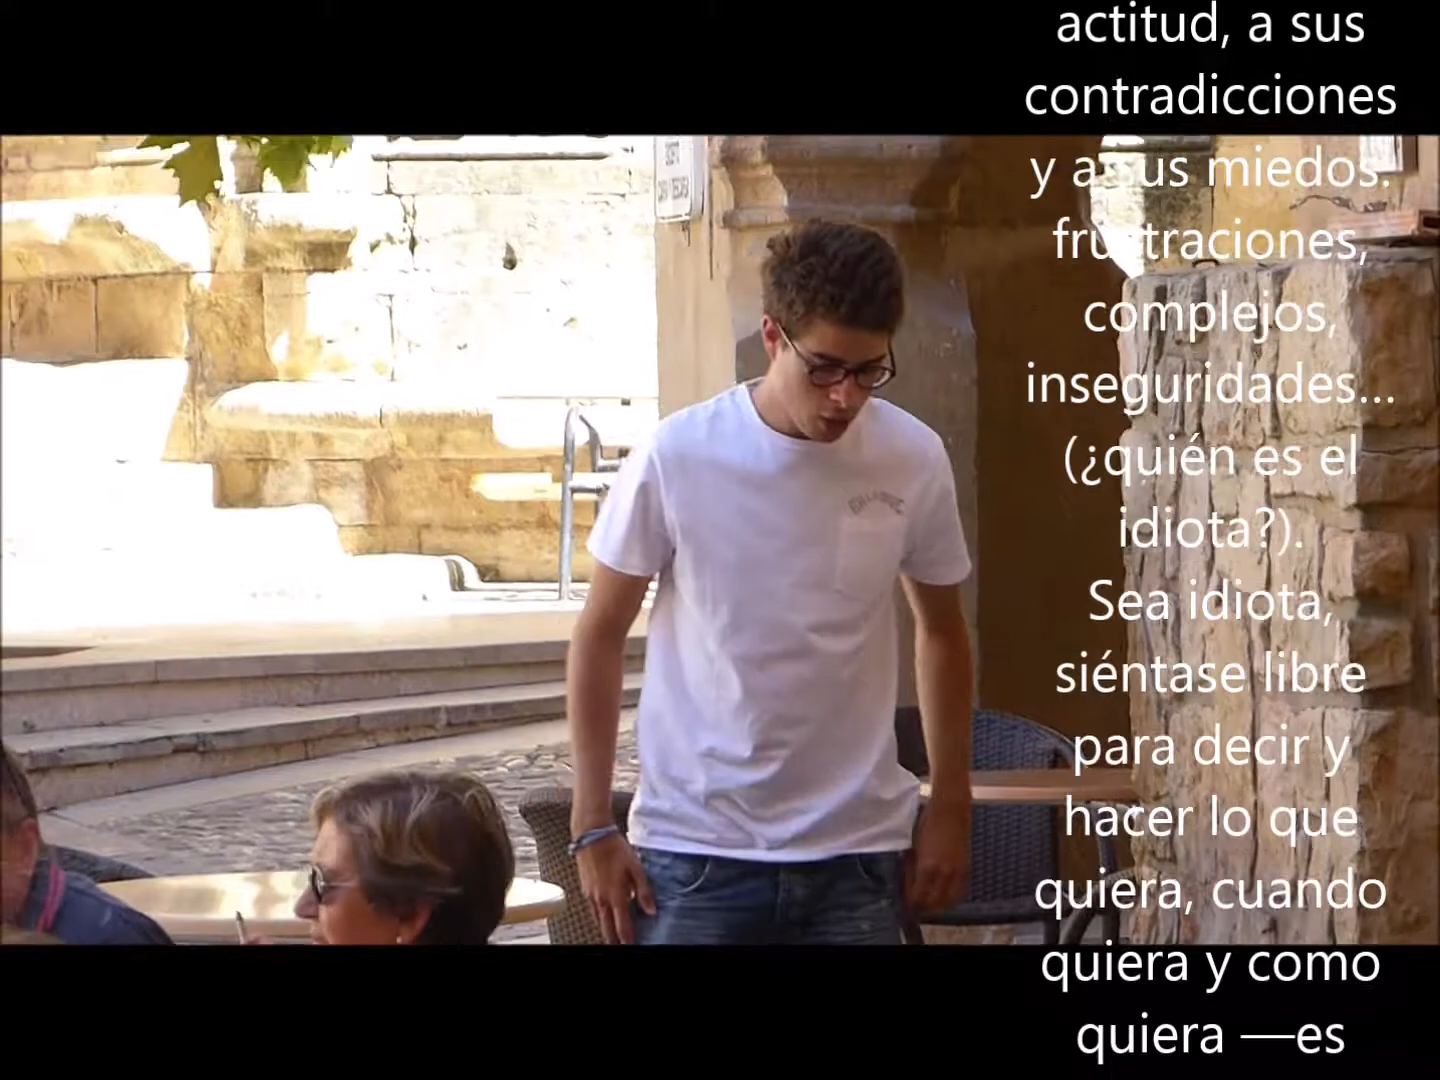 actitud, a sus
contradicciones
y a sus miedos.
frustraciones,
complejos,
inseguridades...
(¿quién es el
idiota?).
Sea idiota,
siéntase libre
para decir y
hacer lo que
quiera, cuando
quiera y como
quiera —es